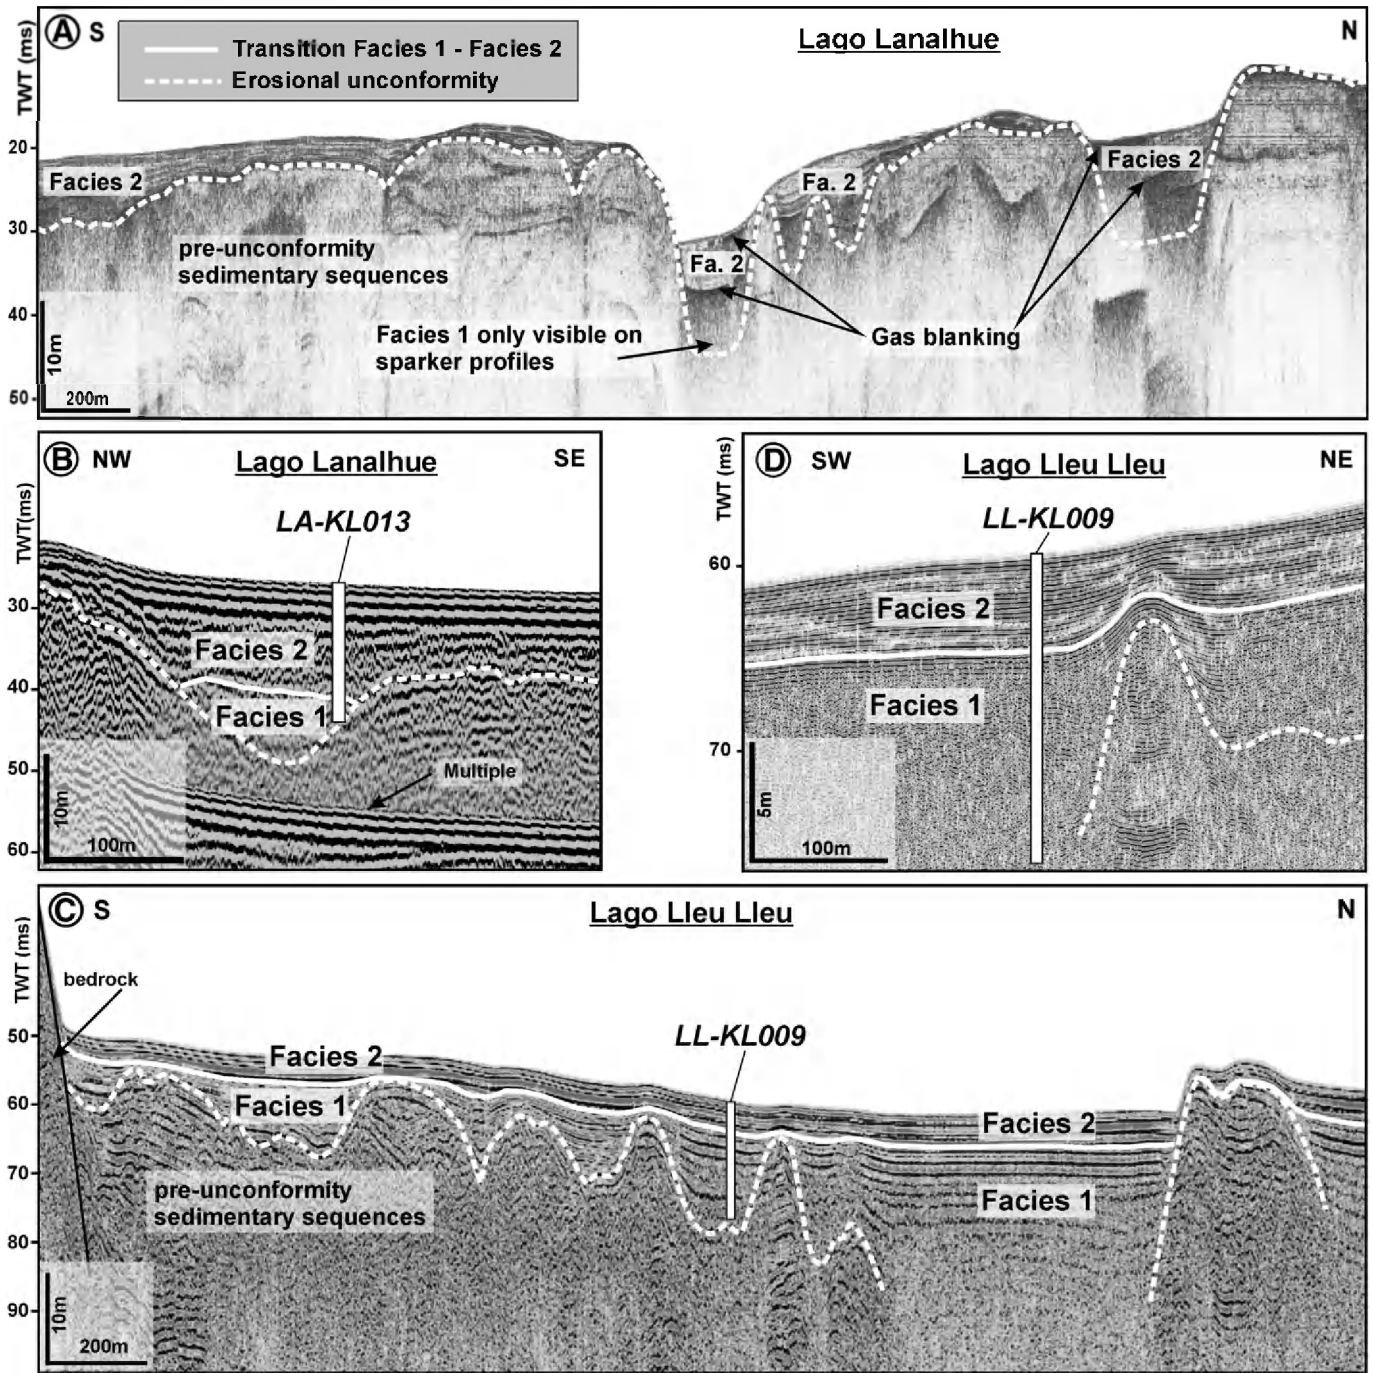 A S
Lago Lanalhue
N
TWT (ms)
Transition Facies 1 - Facies 2
Erosional unconformity
20
30
40
50
Facies 2
Fa. 2
Facies 2
Fa. 2
pre-unconformity
sedimentary sequences
Facies 1 only visible on
sparker profiles
Gas blanking
10m
200m
B NW
Lago Lanalhue
SE
TWT(ms)
LA-KL013
30
40
50
60
Facies 2
Facies 1
Multiple
10m
100m
D SW
Lago Lleu Lleu
NE
TWT (ms)
LL-KL009
60
70
Facies 2
Facies 1
5m
100m
C S
Lago Lleu Lleu
N
TWT (ms)
bedrock
LL-KL009
50
60
70
80
90
Facies 2
Facies 1
Facies 2
Facies 1
pre-unconformity
sedimentary sequences
10m
200m